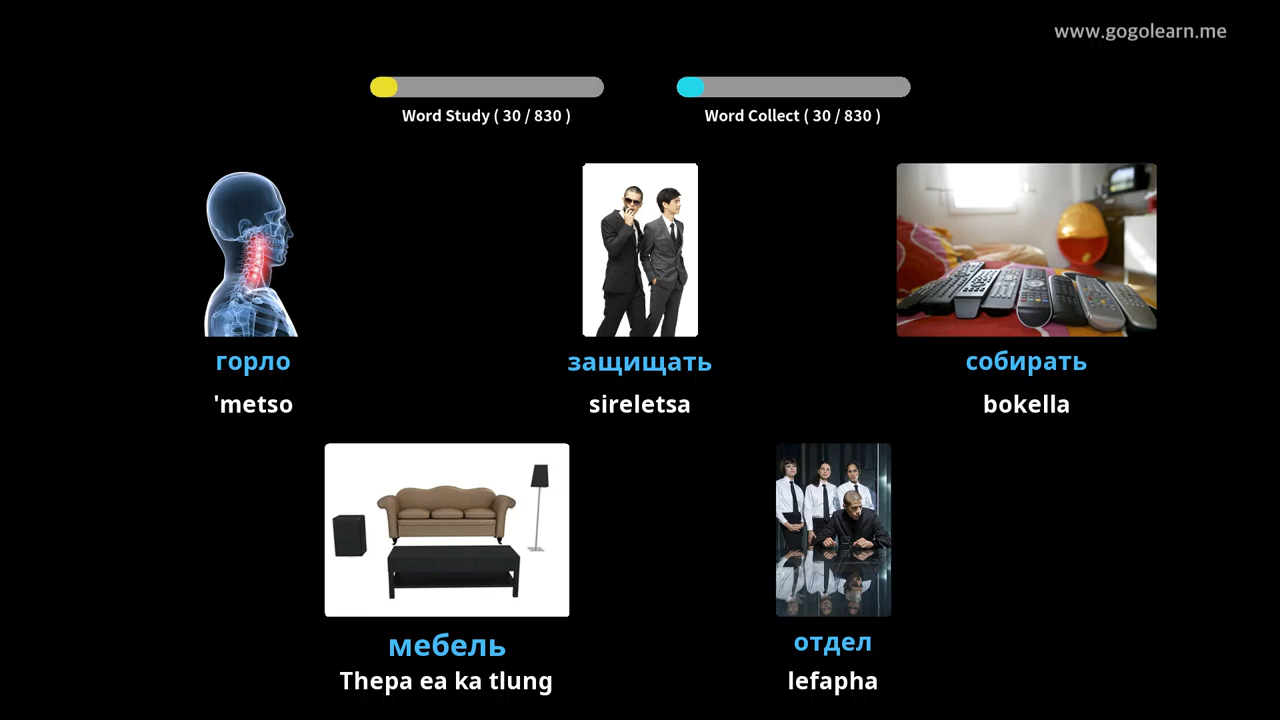 www.gogolearn.me
Word Study ( 30 / 830 )
Word Collect ( 30 / 830 )
горло
защищать
собирать
'metso
sireletsa
bokella
мебель
отдел
Thepa ea ka tlung
lefapha